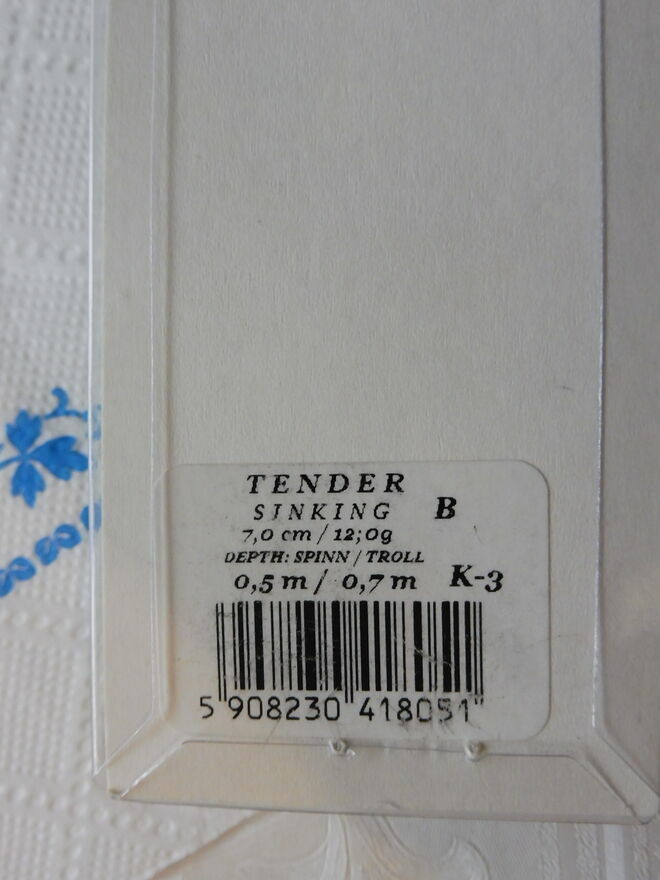 TENDER
SINKING B
7,0 cm / 12;0g
DEPTH: SPINN / TROLL
0,5 m / 0,7 m K-3
5 908230 418051